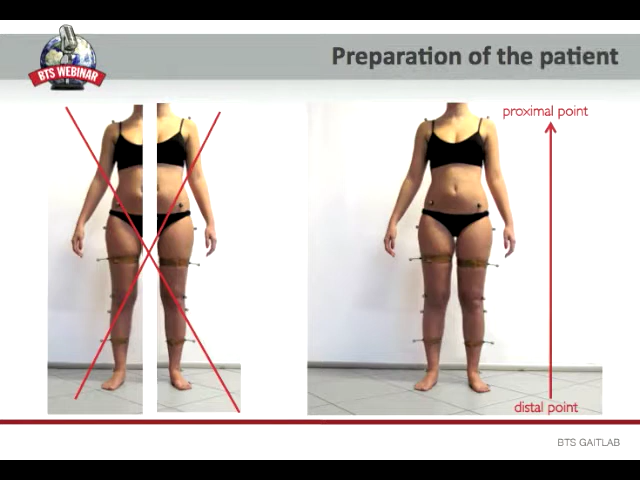 Preparation of the patient
BTS WEBINAR
proximal point
distal point
BTS GAITLAB